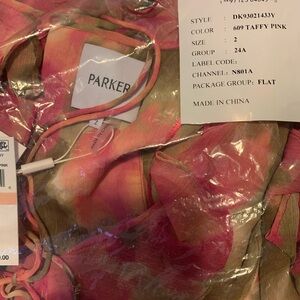 STYLE : DK93021433Y
COLOR : 609 TAFFY PINK
SIZE : 2
GROUP : 24A
LABEL CODE:
CHANNEL: N801A
PACKAGE GROUP: FLAT
MADE IN CHINA
PARKER